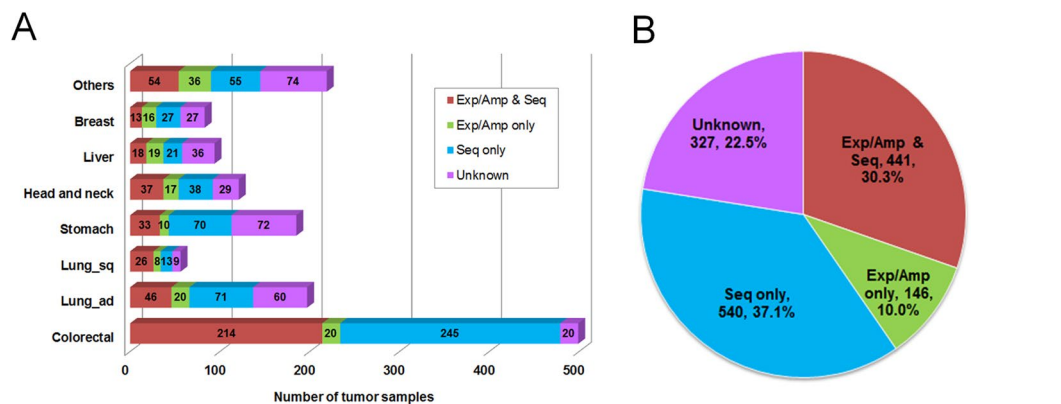 A
B
Others 54 36 55 74
Breast 13 16 27 27
Liver 18 19 21 36
Head and neck 37 17 38 29
Stomach 33 10 70 72
Lung_sq 26 8 13 9
Lung_ad 46 20 71 60
Colorectal 214 20 245 20
0 100 200 300 400 500
Number of tumor samples
Exp/Amp & Seq
Exp/Amp only
Seq only
Unknown
Unknown,
327, 22.5%
Exp/Amp &
Seq, 441,
30.3%
Exp/Amp
only, 146,
10.0%
Seq only,
540, 37.1%